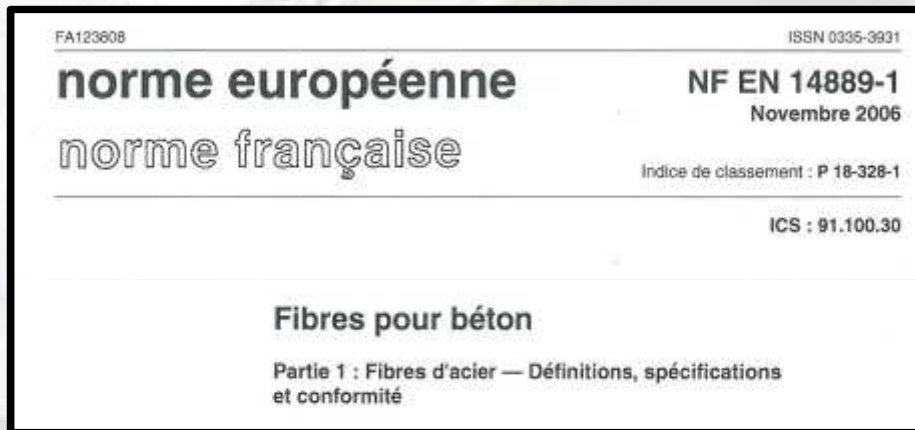 FA123608
ISSN 0335-3931
norme européenne
NF EN 14889-1
Novembre 2006
norme française
Indice de classement : P 18-328-1
ICS : 91.100.30
Fibres pour béton
Partie 1 : Fibres d'acier — Définitions, spécifications
et conformité